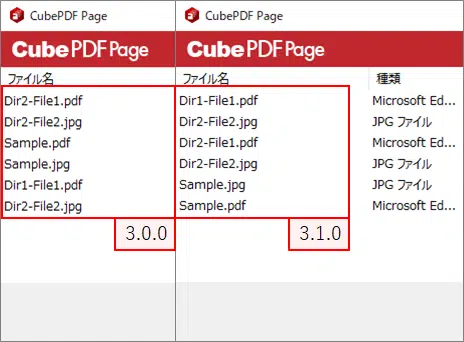 CubePDF Page
CubePDF Page
ファイル名
Dir2-File1.pdf
Dir2-File2.jpg
Sample.pdf
Sample.jpg
Dir1-File1.pdf
Dir2-File2.jpg
3.0.0
CubePDF Page
CubePDF Page
ファイル名 種類
Dir1-File1.pdf Microsoft Ed...
Dir2-File2.jpg JPG ファイル
Dir1-File1.pdf Microsoft Ed...
Dir2-File2.jpg JPG ファイル
Sample.jpg JPG ファイル
Sample.pdf Microsoft Ed...
3.1.0